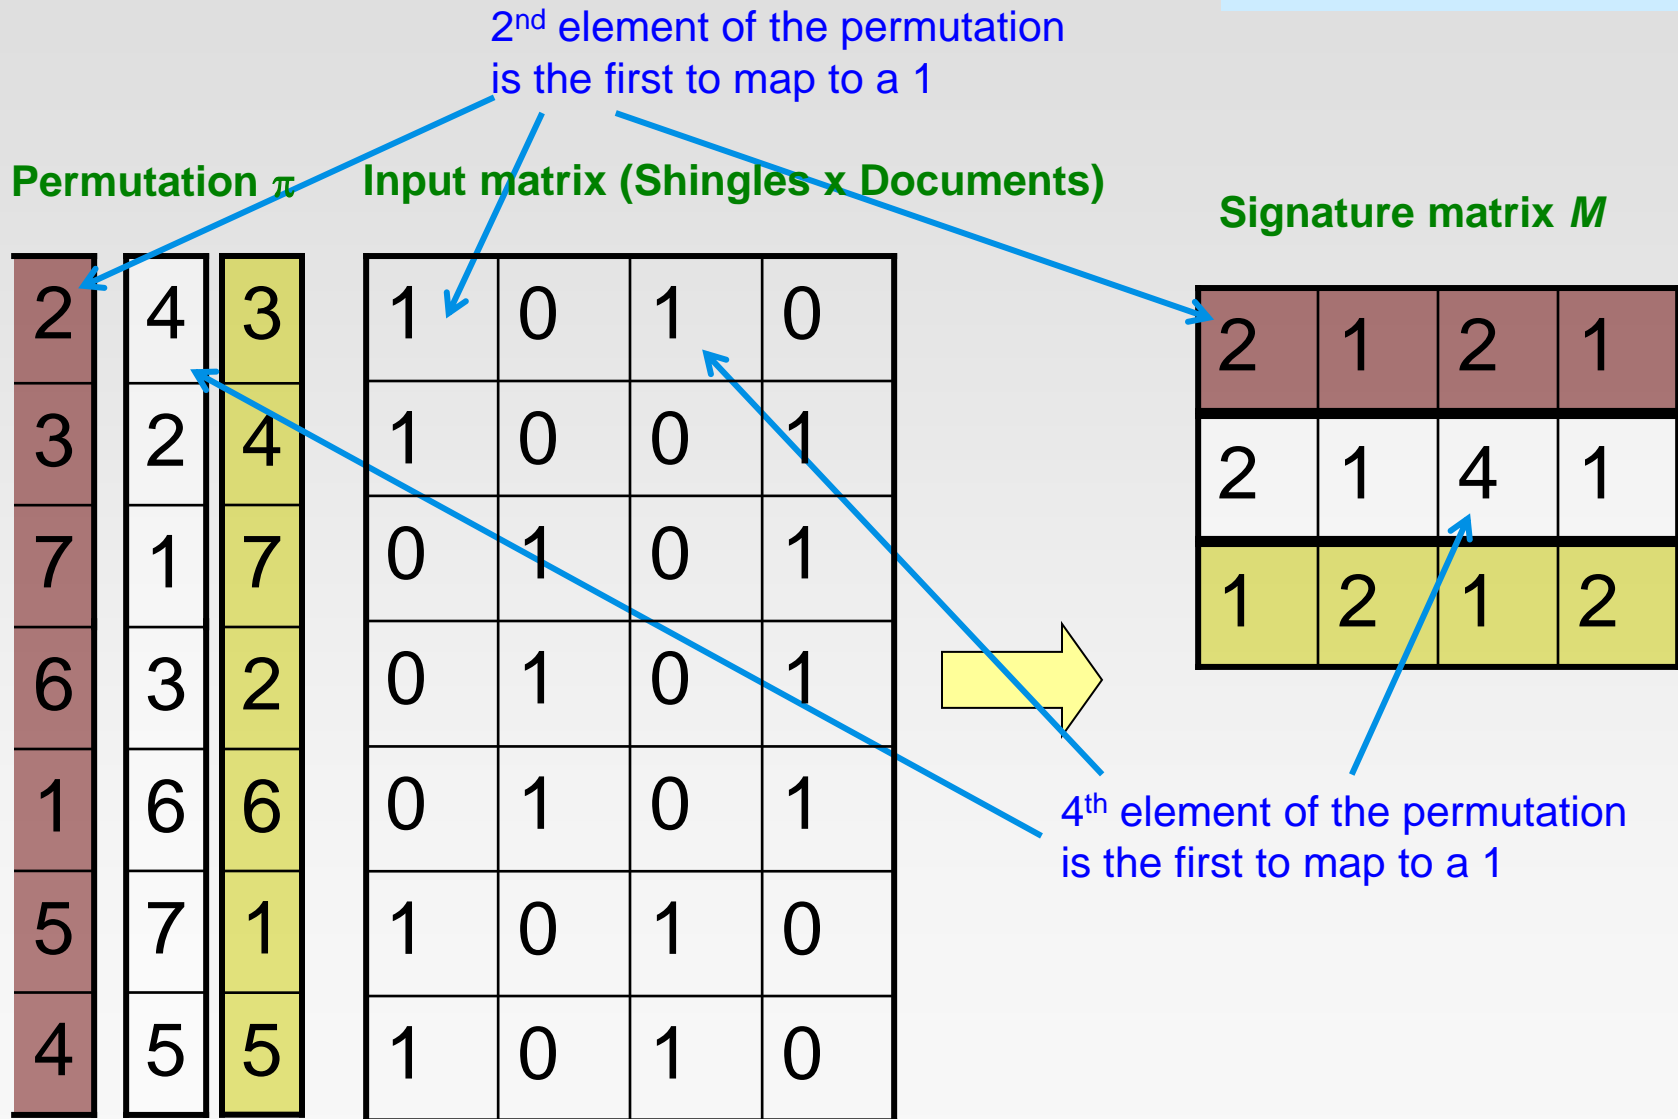 2nd element of the permutation
is the first to map to a 1
Permutation π
Input matrix (Shingles x Documents)
Signature matrix M
2 4 3 1 0 1 0
3 2 4 1 0 0 1
7 1 7 0 1 0 1
6 3 2 0 1 0 1
1 6 6 0 1 0 1
5 7 1 1 0 1 0
4 5 5 1 0 1 0
2 1 2 1
2 1 4 1
1 2 1 2
4th element of the permutation
is the first to map to a 1